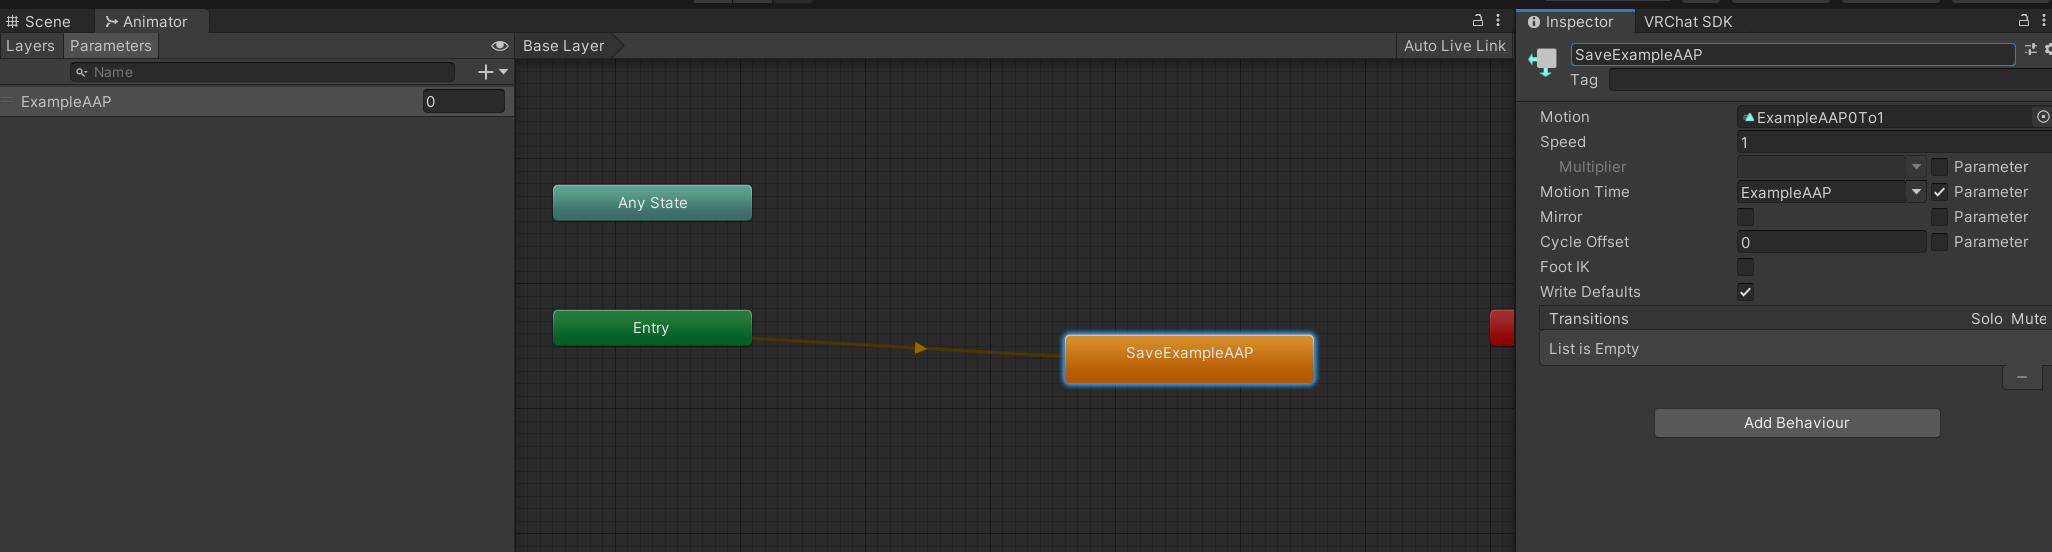 Scene
Animator
Layers
Parameters
Name
ExampleAAP
0
Base Layer
Auto Live Link
Any State
Entry
SaveExampleAAP
Inspector
VRChat SDK
SaveExampleAAP
Tag
Motion
ExampleAAP0To1
Speed
1
Multiplier
Parameter
Motion Time
ExampleAAP
Parameter
Mirror
Parameter
Cycle Offset
0
Parameter
Foot IK
Write Defaults
Transitions
Solo Mute
List is Empty
Add Behaviour